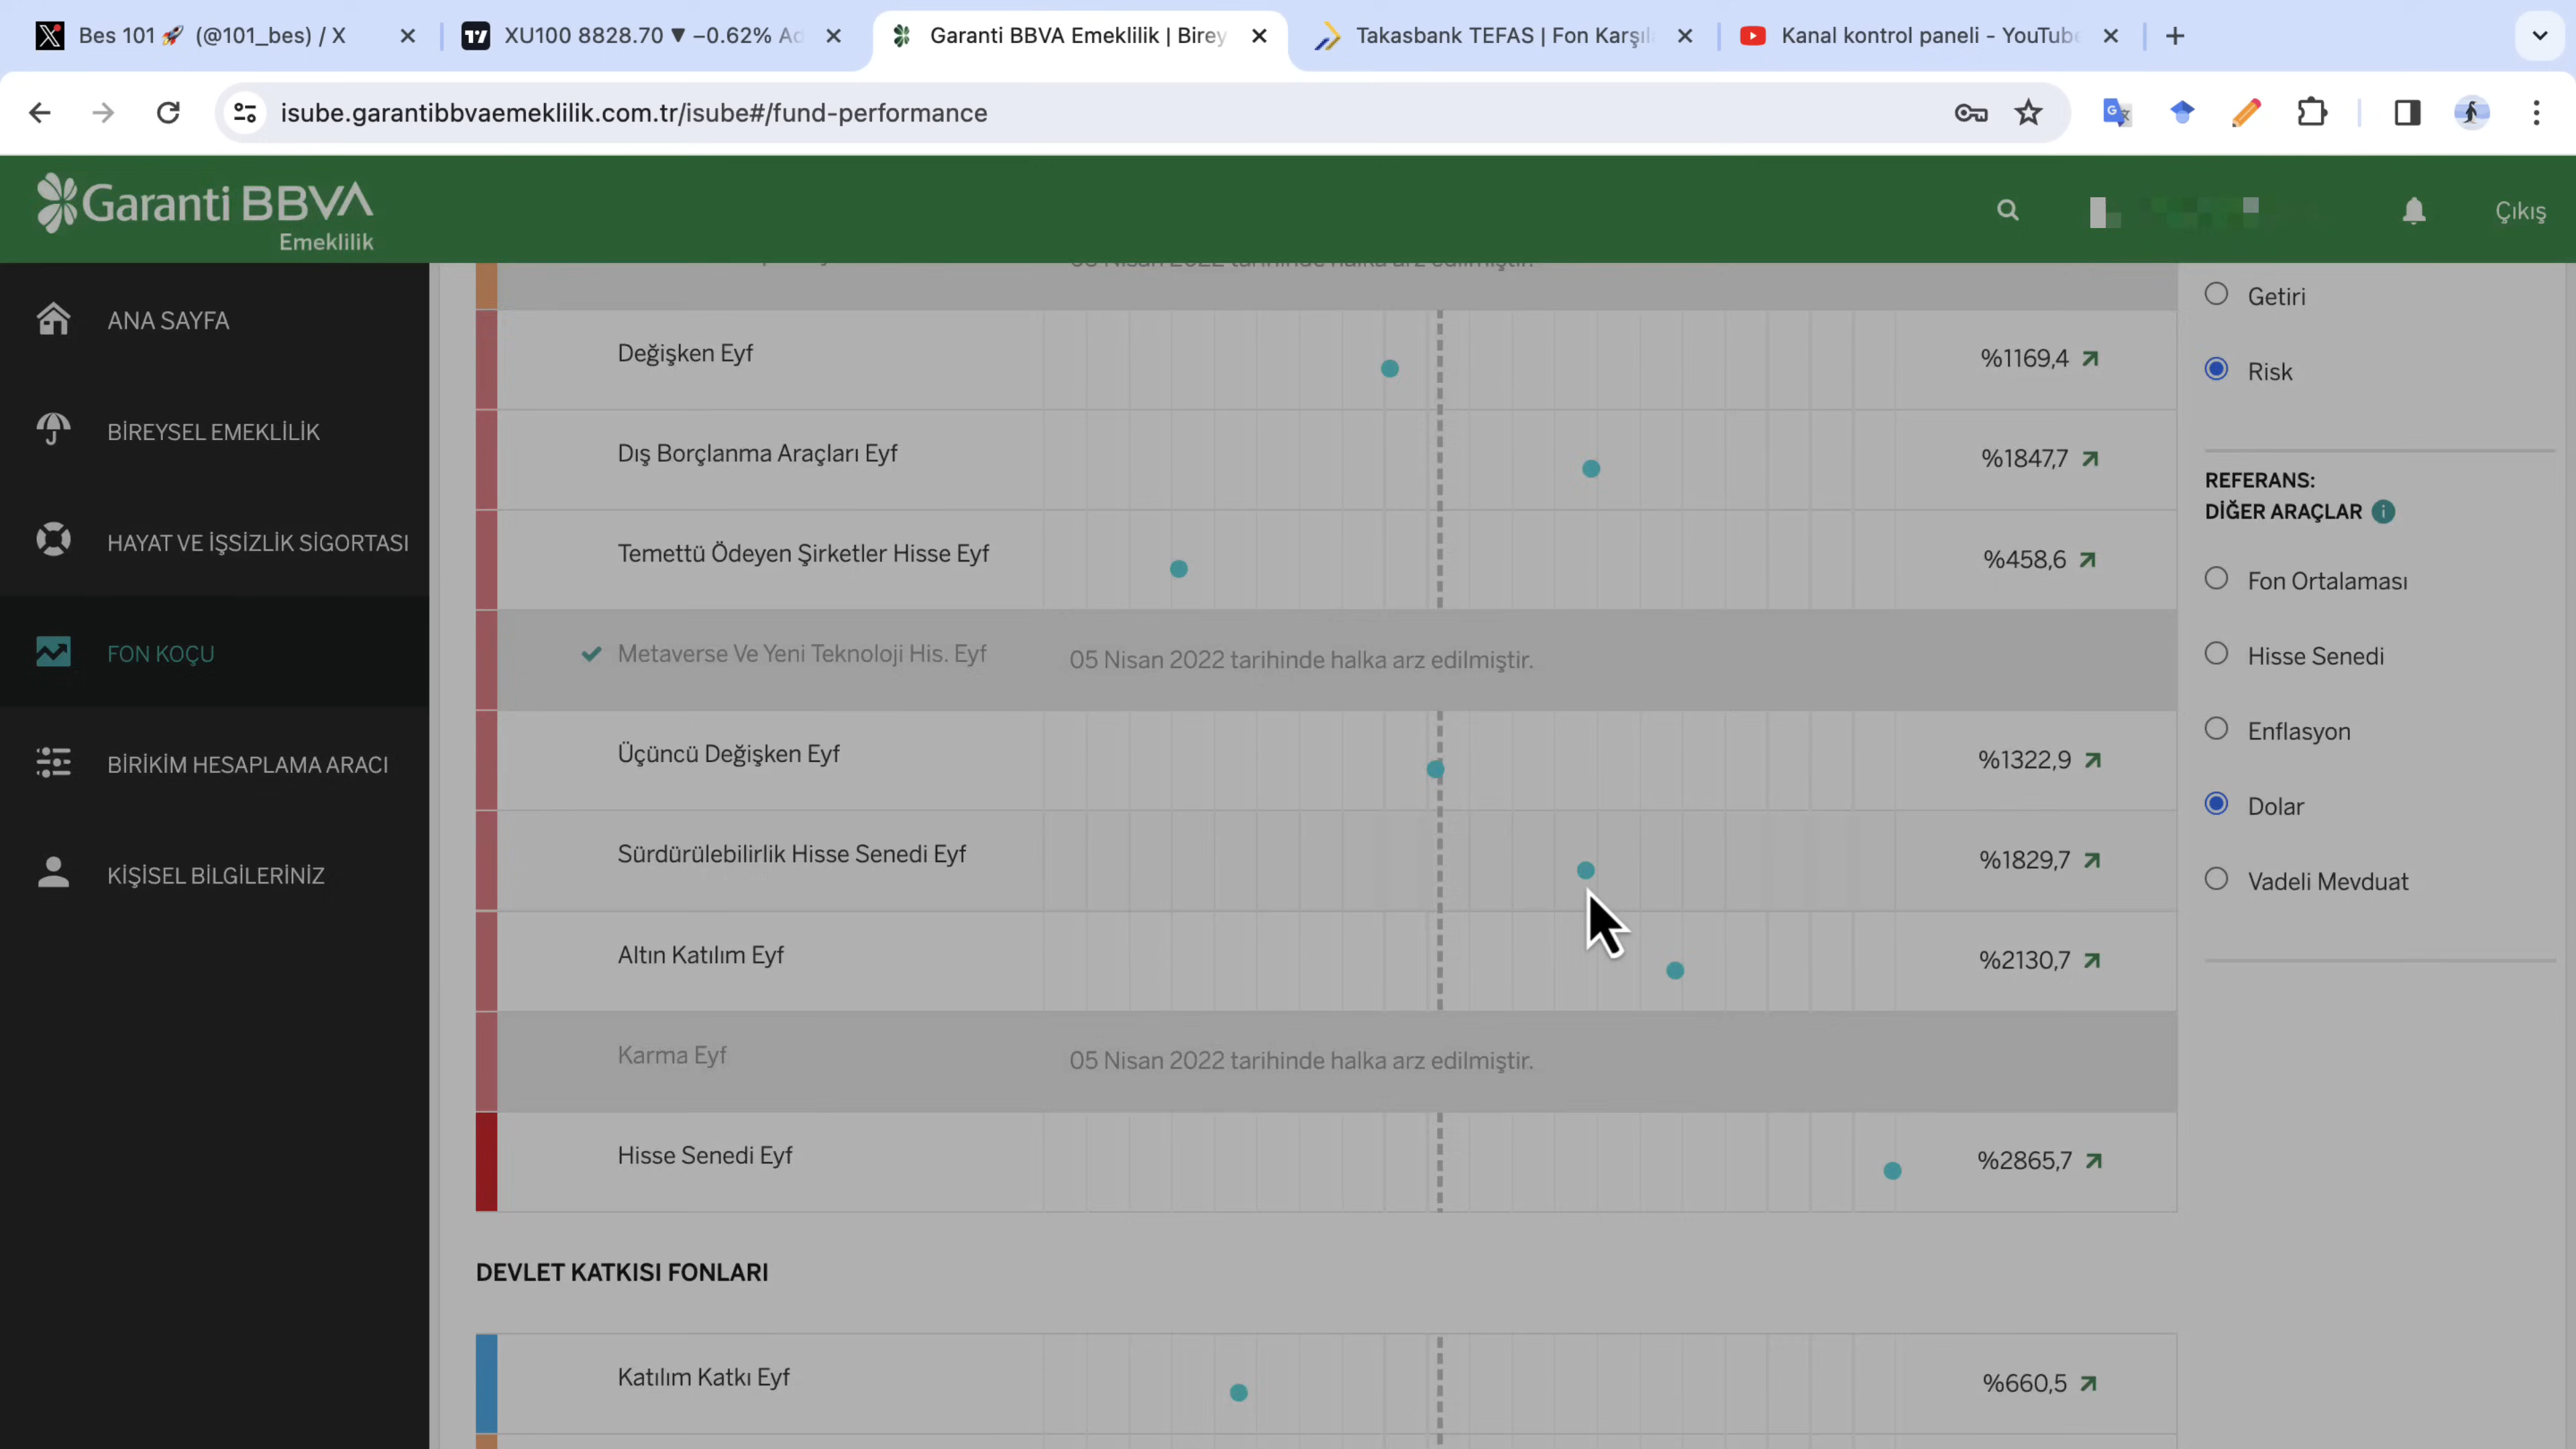 Bes 101 🚀 (@101_bes) / X
XU100 8828.70 ▼ −0.62% Ad
Garanti BBVA Emeklilik | Birey
Takasbank TEFAS | Fon Karşıla
Kanal kontrol paneli - YouTube
isube.garantibbvaemeklilik.com.tr/isube#/fund-performance
Garanti BBVA
Emeklilik
Çıkış
ANA SAYFA
BİREYSEL EMEKLİLİK
HAYAT VE İŞSİZLİK SİGORTASI
FON KOÇU
BİRİKİM HESAPLAMA ARACI
KİŞİSEL BİLGİLERİNİZ
Nisan 2022 tarihinde halka arz edilmiştir.
Değişken Eyf %1169,4
Dış Borçlanma Araçları Eyf %1847,7
Temettü Ödeyen Şirketler Hisse Eyf %458,6
Metaverse Ve Yeni Teknoloji His. Eyf 05 Nisan 2022 tarihinde halka arz edilmiştir.
Üçüncü Değişken Eyf %1322,9
Sürdürülebilirlik Hisse Senedi Eyf %1829,7
Altın Katılım Eyf %2130,7
Karma Eyf 05 Nisan 2022 tarihinde halka arz edilmiştir.
Hisse Senedi Eyf %2865,7
DEVLET KATKISI FONLARI
Katılım Katkı Eyf %660,5
Getiri
Risk
REFERANS:
DİĞER ARAÇLAR
Fon Ortalaması
Hisse Senedi
Enflasyon
Dolar
Vadeli Mevduat